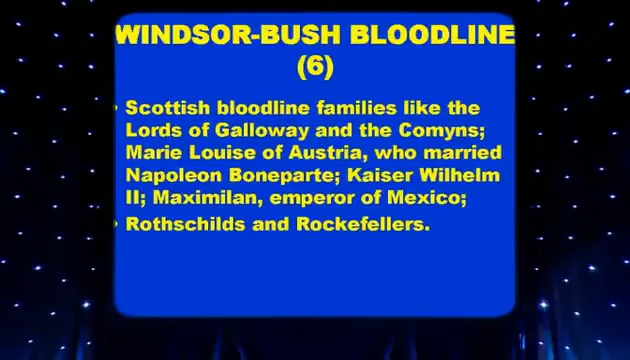 WINDSOR-BUSH BLOODLINE
(6)
Scottish bloodline families like the
Lords of Galloway and the Comyns;
Marie Louise of Austria, who married
Napoleon Boneparte; Kaiser Wilhelm
II; Maximilan, emperor of Mexico;
Rothschilds and Rockefellers.